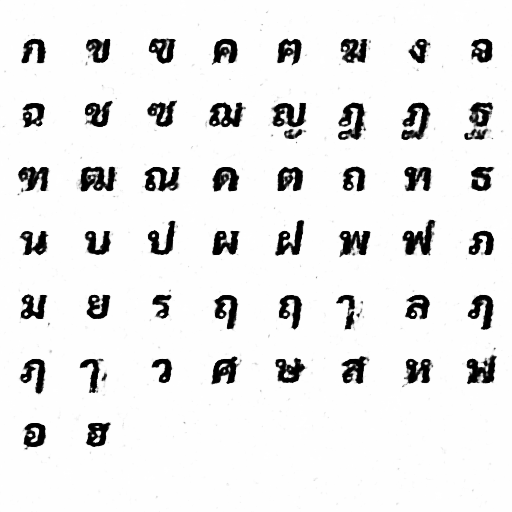 ก ข ฃ ค ฅ ฆ ง จ
ฉ ช ซ ฌ ญ ฎ ฏ ฐ
ฑ ฒ ณ ด ต ถ ท ธ
น บ ป ผ ฝ พ ฟ ภ
ม ย ร ฤ ฤ ๅ ล ฦ
ฦ ๅ ว ศ ษ ส ห ฬ
อ ฮ